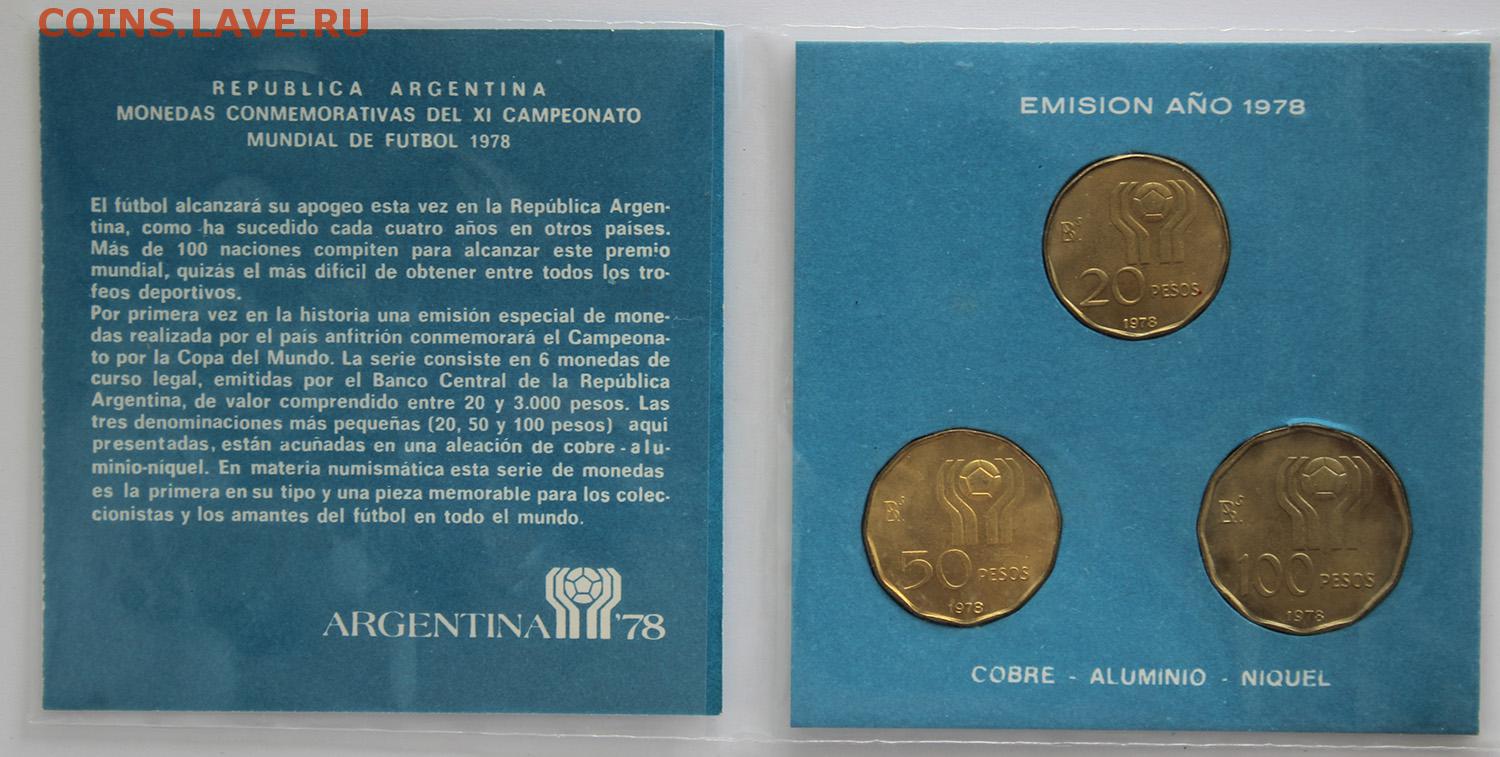 COINS.LAVE.RU
REPUBLICA ARGENTINA
MONEDAS CONMEMORATIVAS DEL XI CAMPEONATO
MUNDIAL DE FUTBOL 1978
El fútbol alcanzará su apogeo esta vez en la República Argen-
tina, como ha sucedido cada cuatro años en otros países.
Más de 100 naciones compiten para alcanzar este premio
mundial, quizás el más difícil de obtener entre todos los tro-
feos deportivos.
Por primera vez en la historia una emisión especial de mone-
das realizada por el país anfitrión conmemorará el Campeona-
to por la Copa del Mundo. La serie consiste en 6 monedas de
curso legal, emitidas por el Banco Central de la República
Argentina, de valor comprendido entre 20 y 3.000 pesos. Las
tres denominaciones más pequeñas (20, 50 y 100 pesos) aqui
presentadas, están acuñadas en una aleación de cobre-alu-
minio-níquel. En materia numismática esta serie de monedas
es la primera en su tipo y una pieza memorable para los colec-
cionistas y los amantes del fútbol en todo el mundo.
ARGENTINA '78
EMISION AÑO 1978
20 PESOS
1978
50 PESOS
1978
100 PESOS
1978
COBRE - ALUMINIO - NIQUEL